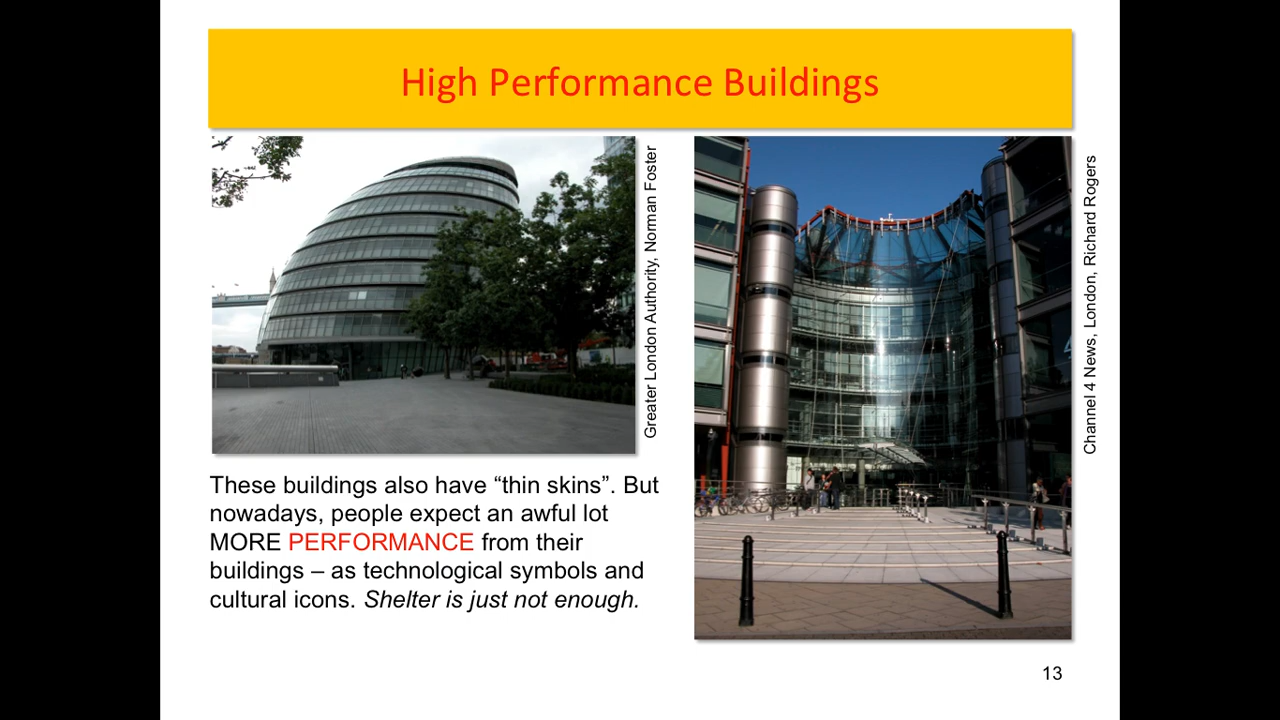 High Performance Buildings
Greater London Authority, Norman Foster
Channel 4 News, London, Richard Rogers
These buildings also have “thin skins”. But
nowadays, people expect an awful lot
MORE PERFORMANCE from their
buildings – as technological symbols and
cultural icons. Shelter is just not enough.
13